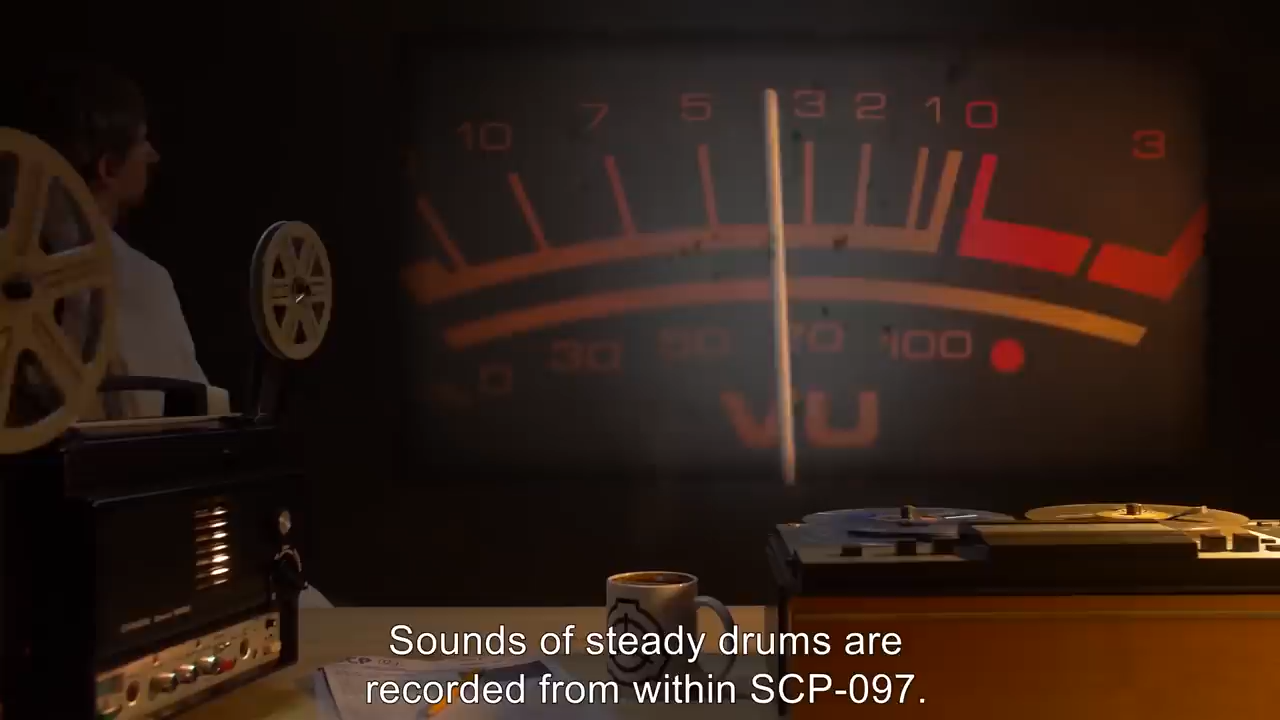 10 7 5 3 2 1 0 3
30 50 70 100
VU
Sounds of steady drums are
recorded from within SCP-097.